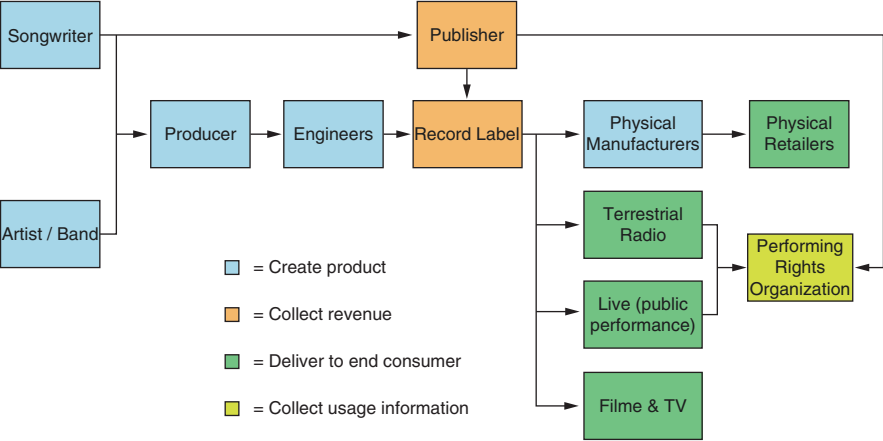 Songwriter
Publisher
Producer
Engineers
Record Label
Physical
Manufacturers
Physical
Retailers
Artist / Band
Terrestrial
Radio
Performing
Rights
Organization
= Create product
= Collect revenue
Live (public
performance)
= Deliver to end consumer
= Collect usage information
Filme & TV